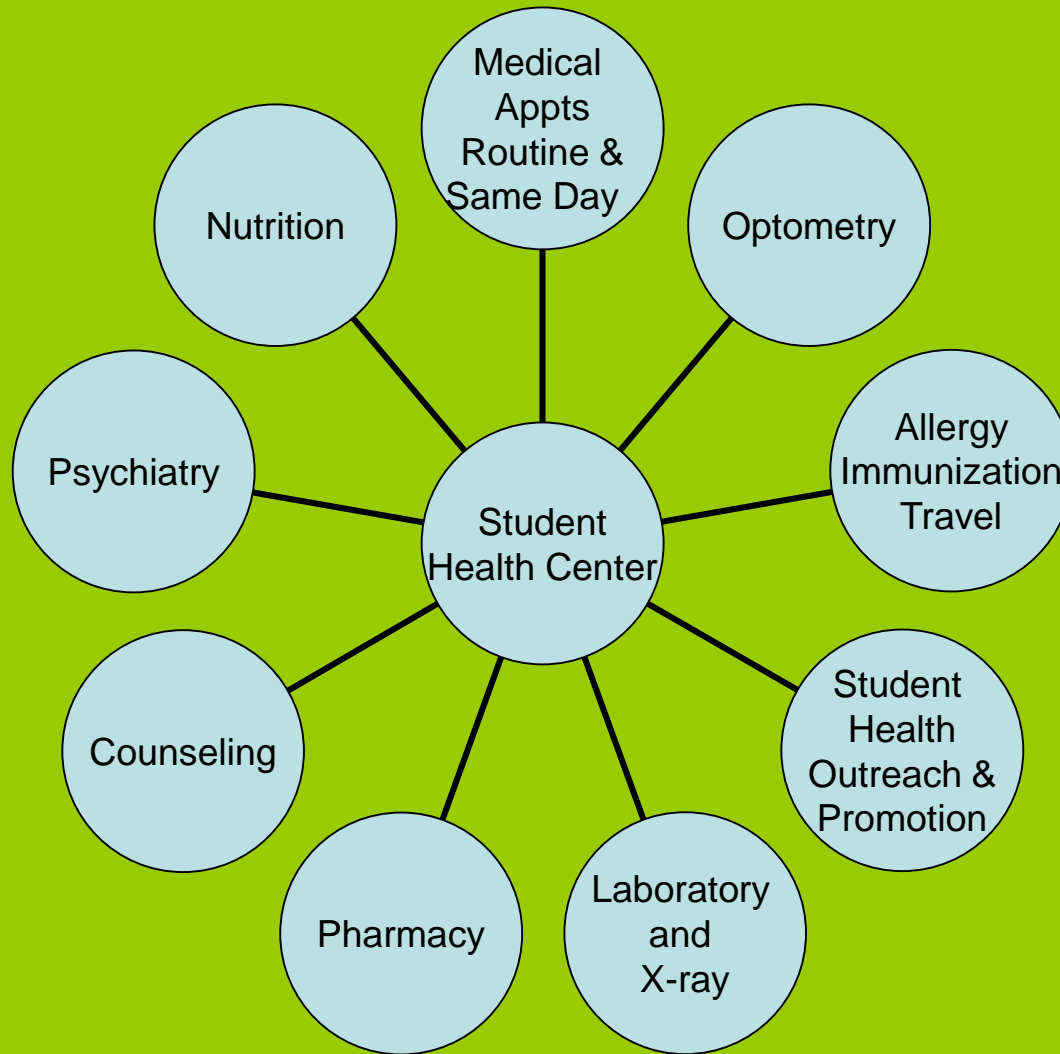 Medical
Appts
Routine &
Same Day
Nutrition
Optometry
Psychiatry
Allergy
Immunization
Travel
Student
Health Center
Counseling
Student
Health
Outreach &
Promotion
Pharmacy
Laboratory
and
X-ray